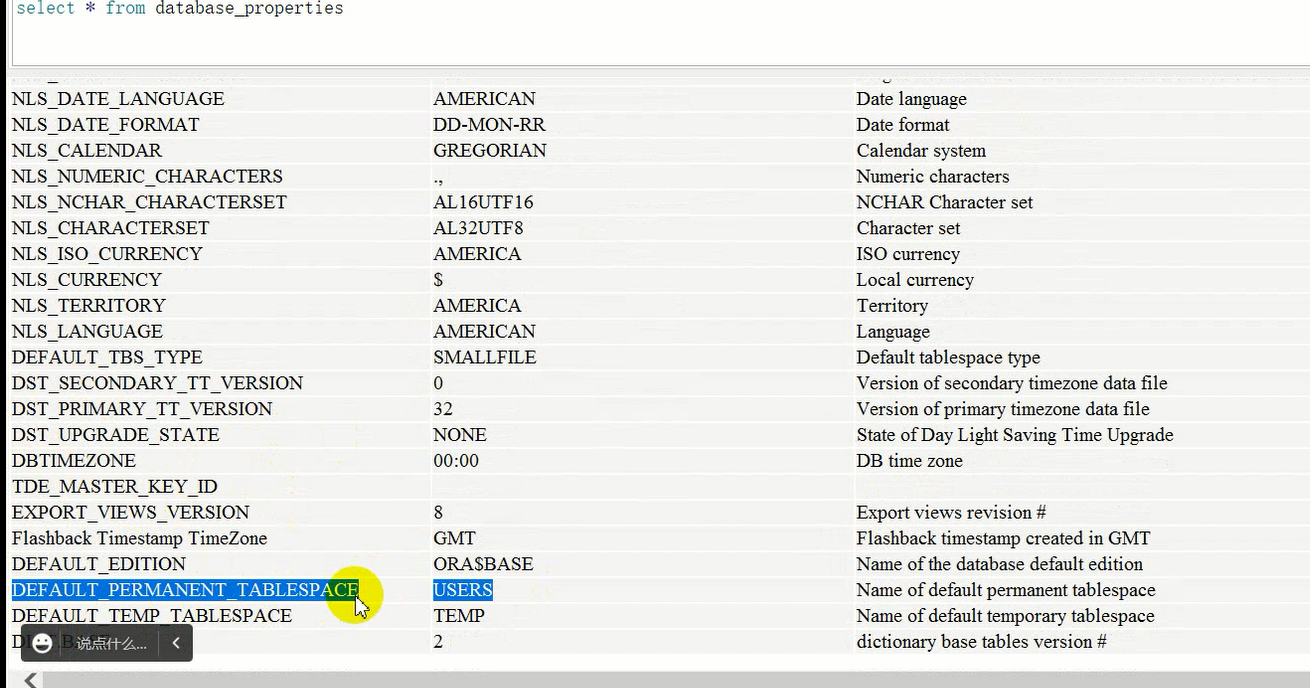 select * from database_properties
NLS_DATE_LANGUAGE AMERICAN Date language
NLS_DATE_FORMAT DD-MON-RR Date format
NLS_CALENDAR GREGORIAN Calendar system
NLS_NUMERIC_CHARACTERS ., Numeric characters
NLS_NCHAR_CHARACTERSET AL16UTF16 NCHAR Character set
NLS_CHARACTERSET AL32UTF8 Character set
NLS_ISO_CURRENCY AMERICA ISO currency
NLS_CURRENCY $ Local currency
NLS_TERRITORY AMERICA Territory
NLS_LANGUAGE AMERICAN Language
DEFAULT_TBS_TYPE SMALLFILE Default tablespace type
DST_SECONDARY_TT_VERSION 0 Version of secondary timezone data file
DST_PRIMARY_TT_VERSION 32 Version of primary timezone data file
DST_UPGRADE_STATE NONE State of Day Light Saving Time Upgrade
DBTIMEZONE 00:00 DB time zone
TDE_MASTER_KEY_ID
EXPORT_VIEWS_VERSION 8 Export views revision #
Flashback Timestamp TimeZone GMT Flashback timestamp created in GMT
DEFAULT_EDITION ORA$BASE Name of the database default edition
DEFAULT_PERMANENT_TABLESPACE USERS Name of default permanent tablespace
DEFAULT_TEMP_TABLESPACE TEMP Name of default temporary tablespace
2 dictionary base tables version #
说点什么...